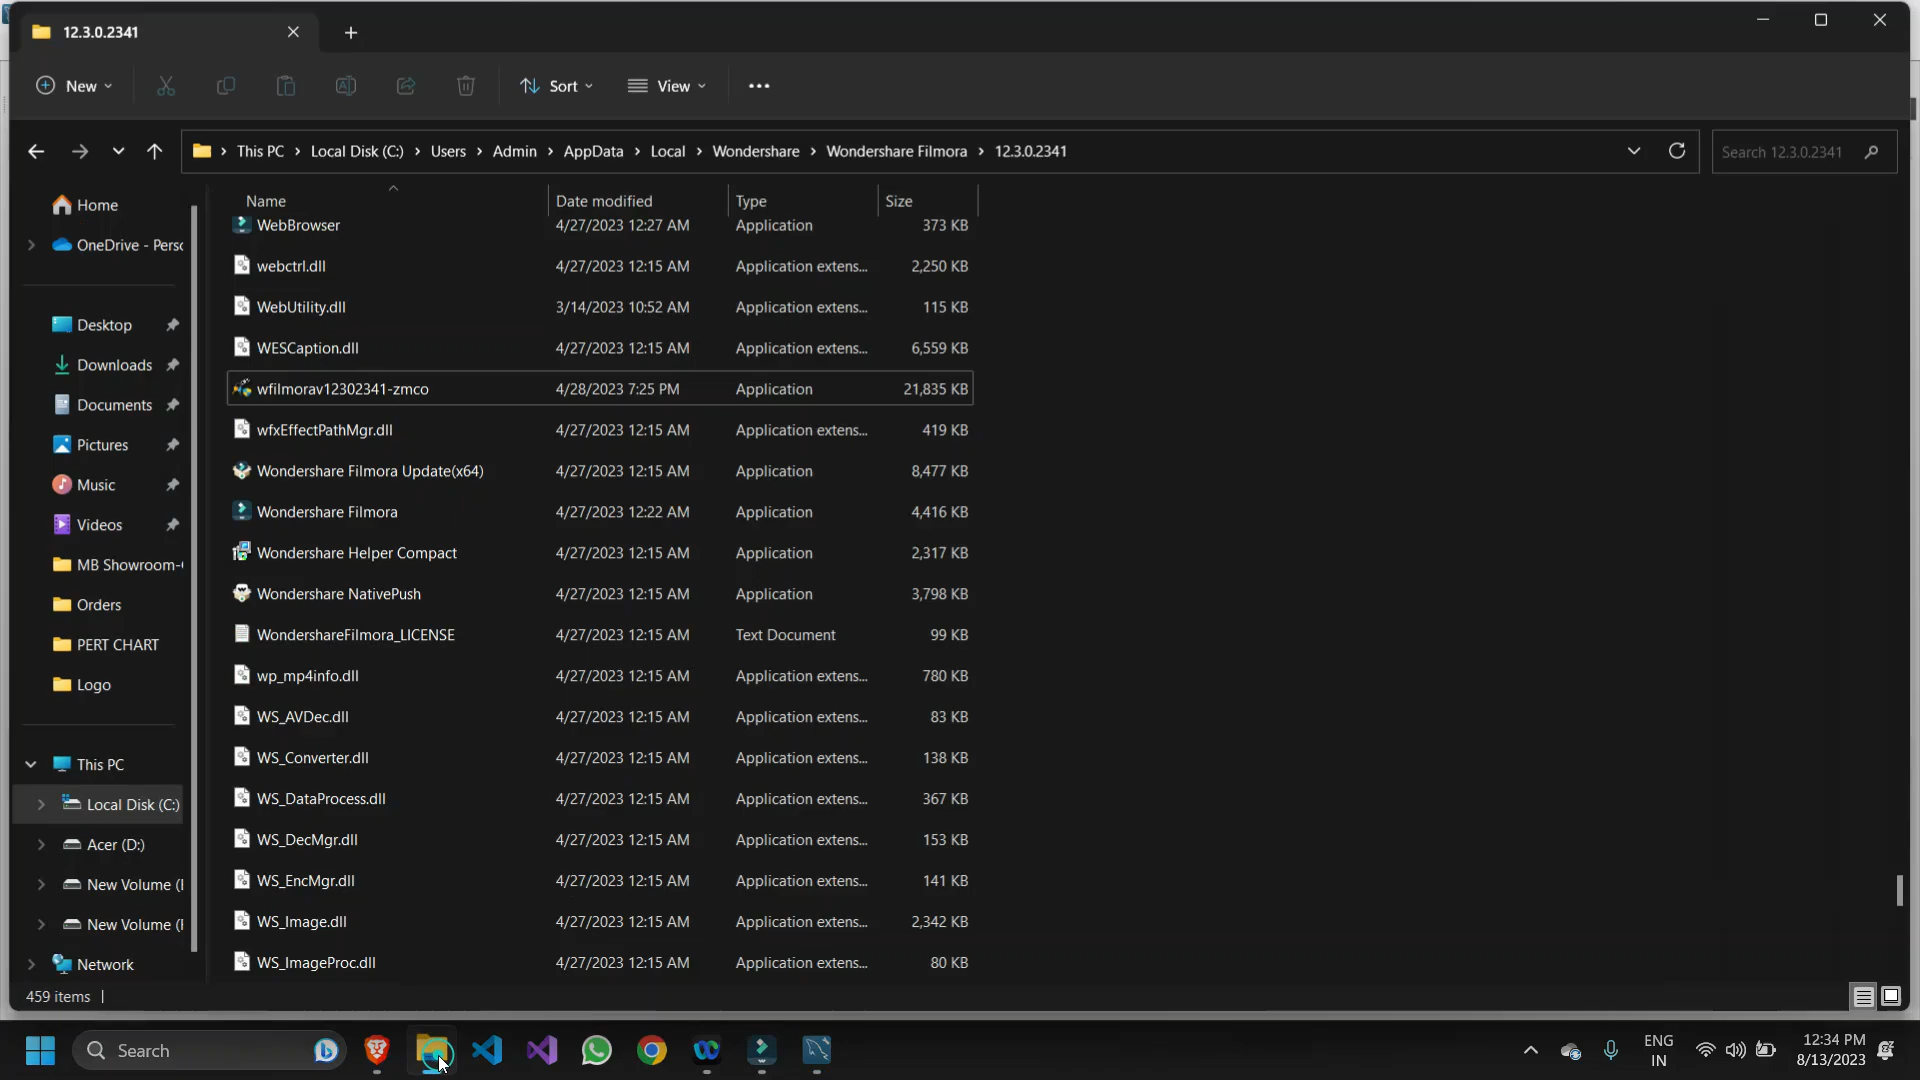 12.3.0.2341
New
Sort
View
This PC > Local Disk (C:) > Users > Admin > AppData > Local > Wondershare > Wondershare Filmora > 12.3.0.2341
Search 12.3.0.2341
Home
OneDrive - Perso
Desktop
Downloads
Documents
Pictures
Music
Videos
MB Showroom-
Orders
PERT CHART
Logo
This PC
Local Disk (C:)
Acer (D:)
New Volume (
New Volume (
Network
Name Date modified Type Size
WebBrowser 4/27/2023 12:27 AM Application 373 KB
webctrl.dll 4/27/2023 12:15 AM Application extens... 2,250 KB
WebUtility.dll 3/14/2023 10:52 AM Application extens... 115 KB
WESCaption.dll 4/27/2023 12:15 AM Application extens... 6,559 KB
wfilmorav12302341-zmco 4/28/2023 7:25 PM Application 21,835 KB
wfxEffectPathMgr.dll 4/27/2023 12:15 AM Application extens... 419 KB
Wondershare Filmora Update(x64) 4/27/2023 12:15 AM Application 8,477 KB
Wondershare Filmora 4/27/2023 12:22 AM Application 4,416 KB
Wondershare Helper Compact 4/27/2023 12:15 AM Application 2,317 KB
Wondershare NativePush 4/27/2023 12:15 AM Application 3,798 KB
WondershareFilmora_LICENSE 4/27/2023 12:15 AM Text Document 99 KB
wp_mp4info.dll 4/27/2023 12:15 AM Application extens... 780 KB
WS_AVDec.dll 4/27/2023 12:15 AM Application extens... 83 KB
WS_Converter.dll 4/27/2023 12:15 AM Application extens... 138 KB
WS_DataProcess.dll 4/27/2023 12:15 AM Application extens... 367 KB
WS_DecMgr.dll 4/27/2023 12:15 AM Application extens... 153 KB
WS_EncMgr.dll 4/27/2023 12:15 AM Application extens... 141 KB
WS_Image.dll 4/27/2023 12:15 AM Application extens... 2,342 KB
WS_ImageProc.dll 4/27/2023 12:15 AM Application extens... 80 KB
459 items
Search
ENG
IN
12:34 PM
8/13/2023